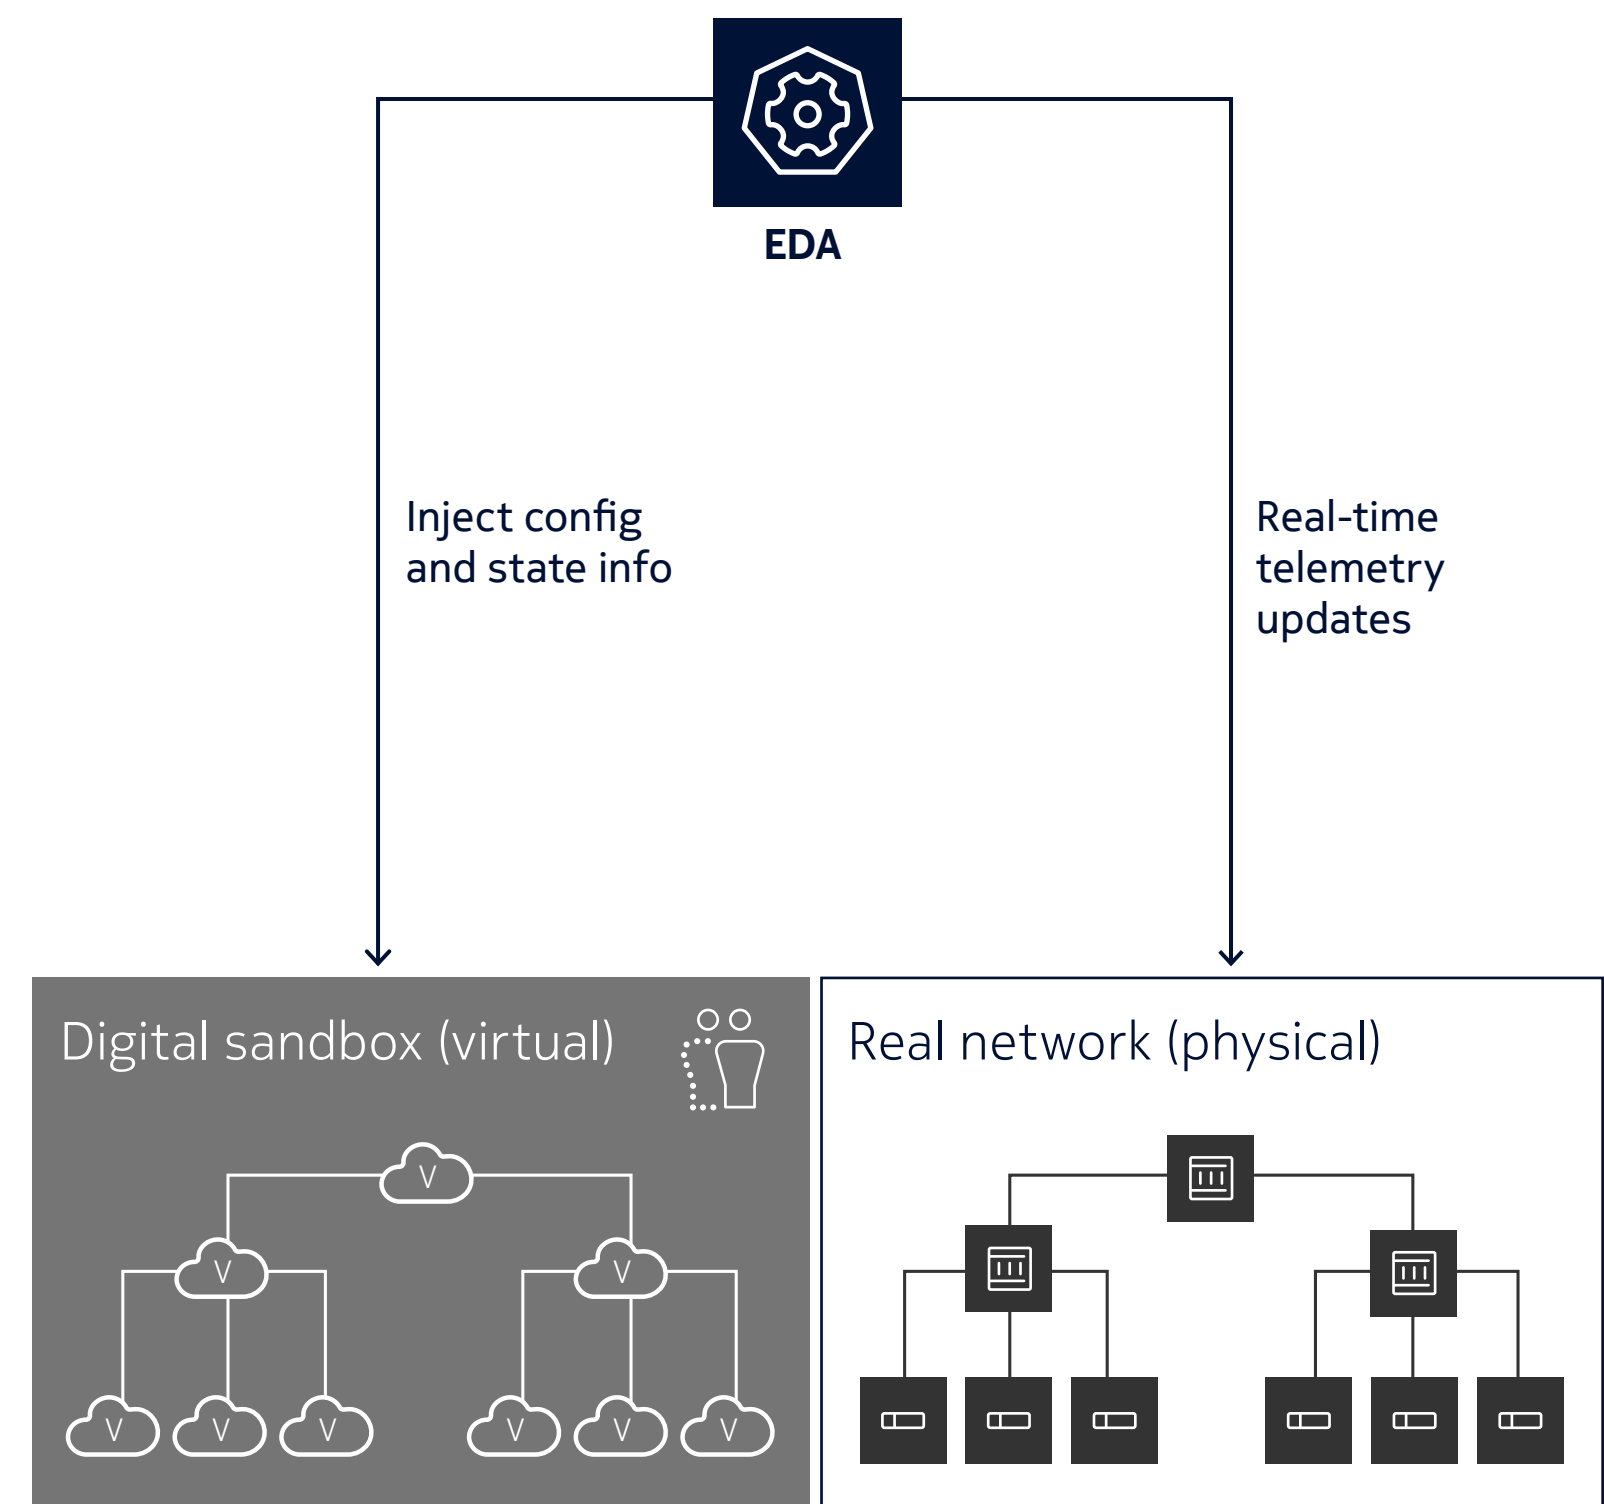 EDA
Inject config
and state info
Real-time
telemetry
updates
Digital sandbox (virtual)
Real network (physical)
V
V
V
V
V
V
V
V
V